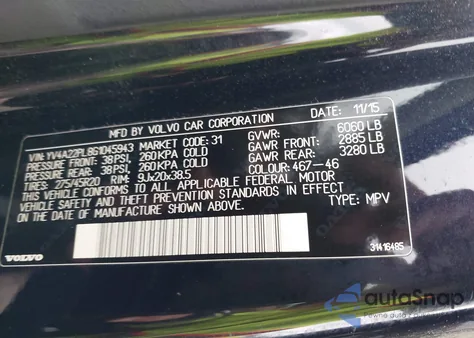 MFD BY VOLVO CAR CORPORATION DATE: 11/15
VIN: YV4A22PL8G1045943 MARKET CODE: 31 GVWR: 6060 LB
FRONT: 38PSI, 260KPA COLD GAWR FRONT: 2885 LB
REAR: 38PSI, 260KPA COLD GAWR REAR: 3280 LB
TIRES: 275/45R20 RIM: 9Jx20x38.5 COLOUR: 467-46
THIS VEHICLE CONFORMS TO ALL APPLICABLE FEDERAL MOTOR
VEHICLE SAFETY AND THEFT PREVENTION STANDARDS IN EFFECT
ON THE DATE OF MANUFACTURE SHOWN ABOVE. TYPE: MPV
VOLVO
31416485
autoSnap
Pewne auto